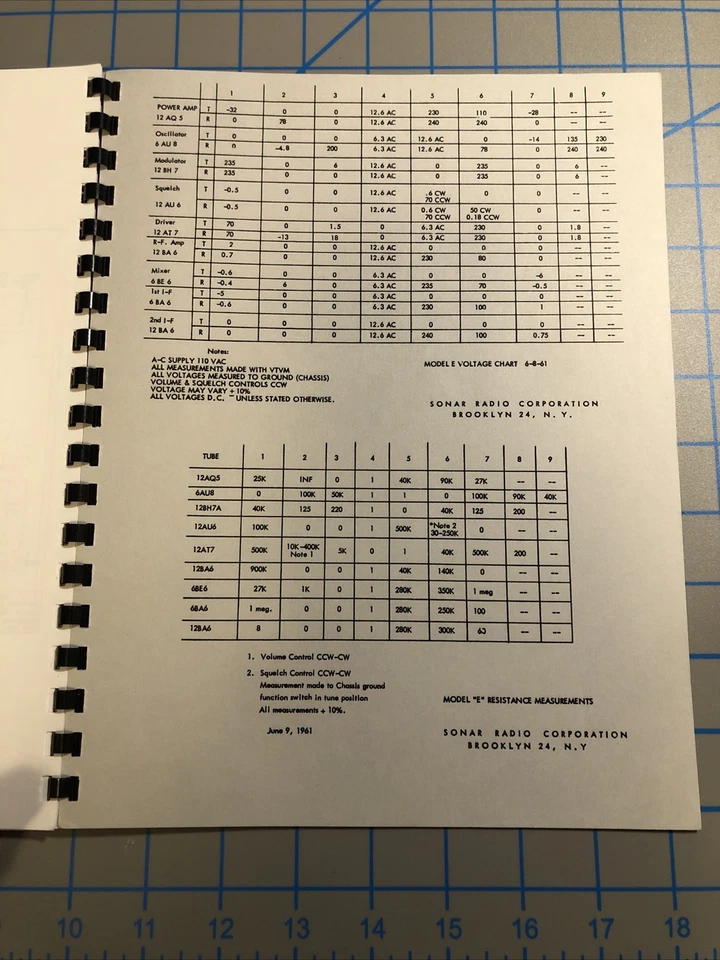 1 2 3 4 5 6 7 8 9
POWER AMP T -32 0 0 12.6 AC 230 110 -28 -- --
12 AQ 5 R 0 78 0 12.6 AC 240 240 0 -- --
Oscillator T 0 0 0 6.3 AC 12.6 AC 0 -14 135 230
6 AU 8 R 0 -4.8 200 6.3 AC 12.6 AC 78 0 240 240
Modulator T 235 0 6 12.6 AC 0 235 0 6 --
12 BH 7 R 235 0 0 12.6 AC 0 235 0 6 --
Squelch T -0.5 0 0 12.6 AC .6 CW 0 0 -- --
70 CCW
12 AU 6 R -0.5 0 0 12.6 AC 0.6 CW 50 CW 0 -- --
70 CCW 0.18 CCW
Driver T 70 0 1.5 0 6.3 AC 230 0 1.8 --
12 AT 7 R 70 -13 18 0 6.3 AC 230 0 1.8 --
R-F. Amp T 2 0 0 12.6 AC 0 0 0 -- --
12 BA 6 R 0.7 0 0 12.6 AC 230 80 0 -- --
Mixer T -0.6 0 0 6.3 AC 0 0 -6 -- --
6 BE 6 R -0.4 6 0 6.3 AC 235 70 -0.5 -- --
1st I-F T -5 0 0 6.3 AC 0 0 0 -- --
6 BA 6 R -0.6 0 0 6.3 AC 230 100 1 -- --
2nd I-F T 0 0 0 12.6 AC 0 0 0 -- --
12 BA 6 R 0 0 0 12.6 AC 240 100 0.75 -- --
Notes:
A-C SUPPLY 110 VAC
ALL MEASUREMENTS MADE WITH VTVM
ALL VOLTAGES MEASURED TO GROUND (CHASSIS)
VOLUME & SQUELCH CONTROLS CCW
VOLTAGE MAY VARY ± 10%
ALL VOLTAGES D.C. UNLESS STATED OTHERWISE.
MODEL E VOLTAGE CHART 6-8-61
SONAR RADIO CORPORATION
BROOKLYN 24, N. Y.
TUBE 1 2 3 4 5 6 7 8 9
12AQ5 25K INF 0 1 40K 90K 27K -- --
6AU8 0 100K 50K 1 1 0 100K 90K 40K
12BH7A 40K 125 220 1 0 40K 125 200 --
12AU6 100K 0 0 1 500K *Note 2 0 -- --
30-250K
12AT7 500K 10K-400K 5K 0 1 40K 500K 200 --
Note 1
12BA6 900K 0 0 1 40K 140K 0 -- --
6BE6 27K 1K 0 1 280K 350K 1 meg -- --
6BA6 1 meg. 0 0 1 280K 250K 100 -- --
12BA6 8 0 0 1 280K 300K 63 -- --
1. Volume Control CCW-CW
2. Squelch Control CCW-CW
Measurement made to Chassis ground
function switch in tune position
All measurements + 10%.
June 9, 1961
MODEL "E" RESISTANCE MEASUREMENTS
SONAR RADIO CORPORATION
BROOKLYN 24, N.Y
10 11 12 13 14 15 16 17 18